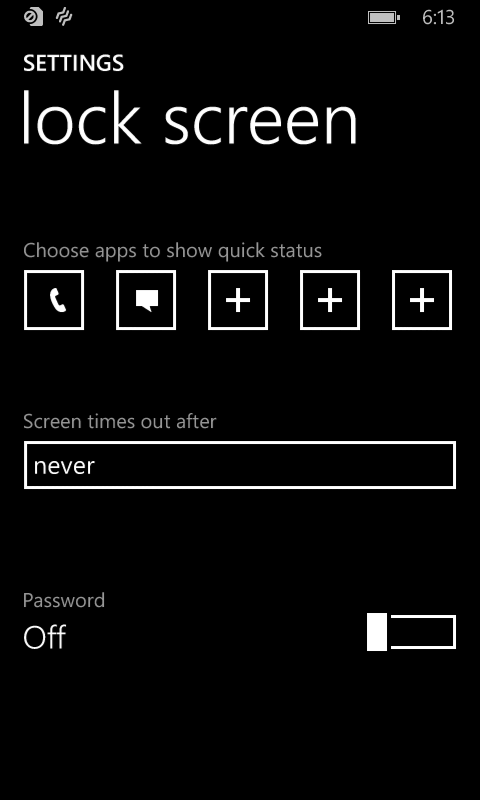 6:13
SETTINGS
lock screen
Choose apps to show quick status
Screen times out after
never
Password
Off